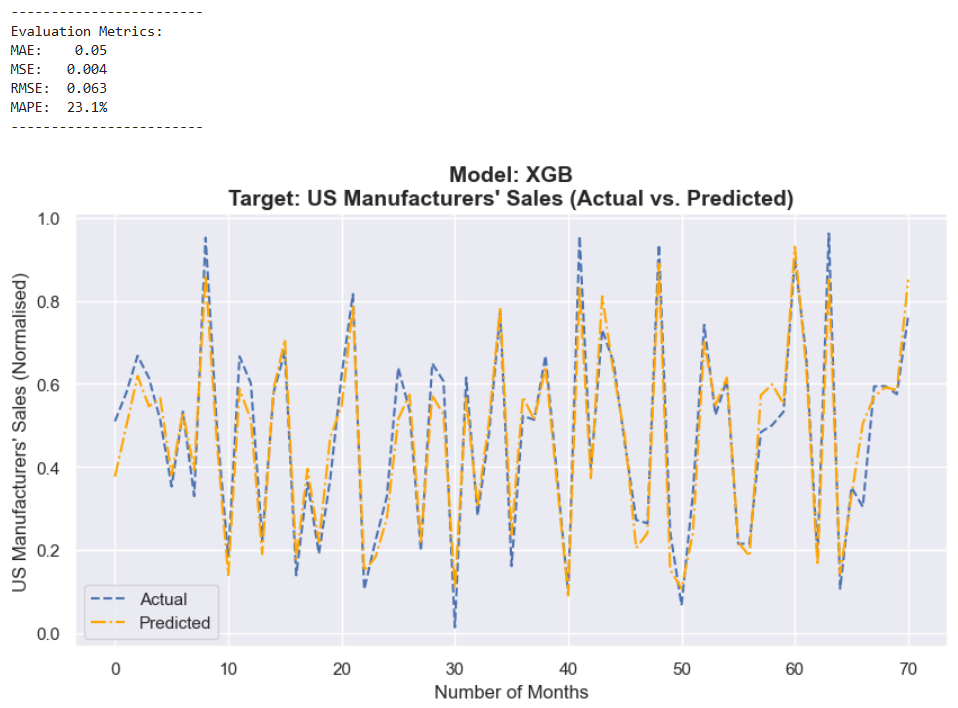 ------------------------
Evaluation Metrics:
MAE:    0.05
MSE:   0.004
RMSE:  0.063
MAPE:  23.1%
------------------------
Model: XGB
Target: US Manufacturers' Sales (Actual vs. Predicted)
US Manufacturers' Sales (Normalised)
1.0
0.8
0.6
0.4
0.2
0.0
Actual
Predicted
0 10 20 30 40 50 60 70
Number of Months